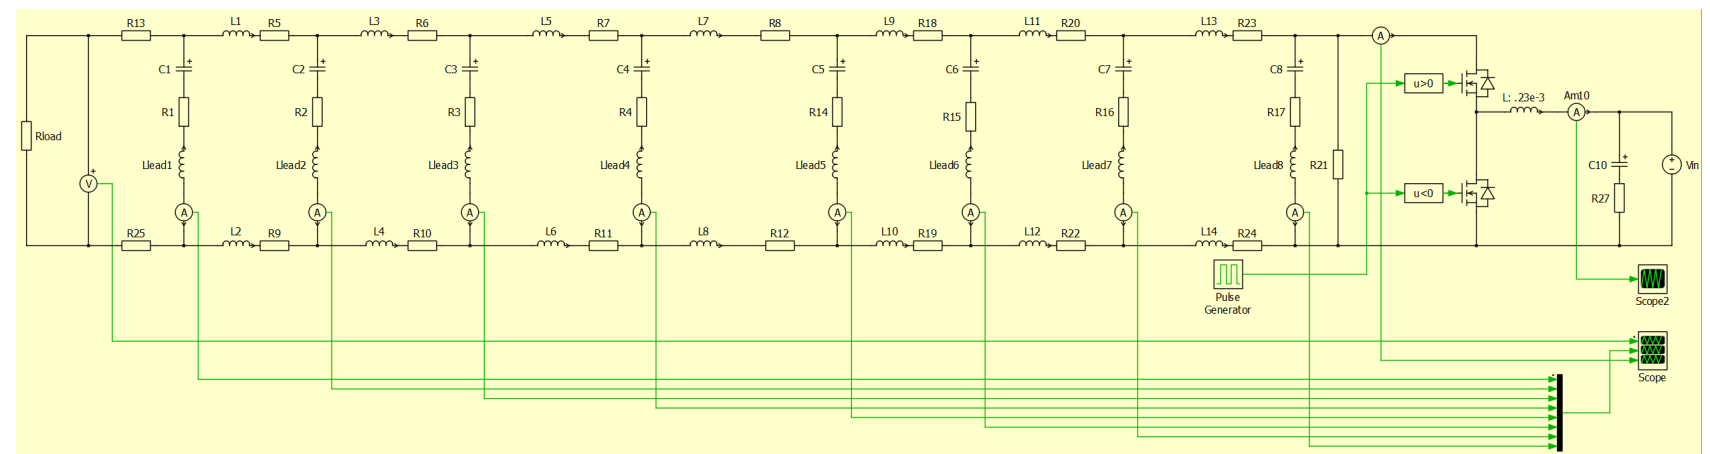 R13 L1 R5 L3 R6 L5 R7 L7 R8 L9 R18 L11 R20 L13 R23
A
C1 C2 C3 C4 C5 C6 C7 C8
u>0
L: .23e-3 Am10
A
R1 R2 R3 R4 R14 R15 R16 R17
Rload
Llead1 Llead2 Llead3 Llead4 Llead5 Llead6 Llead7 Llead8 R21 C10 Vin
V
u<0
R27
A A A A A A A A
R25 L2 R9 L4 R10 L6 R11 L8 R12 L10 R19 L12 R22 L14 R24
Pulse
Generator
Scope2
Scope